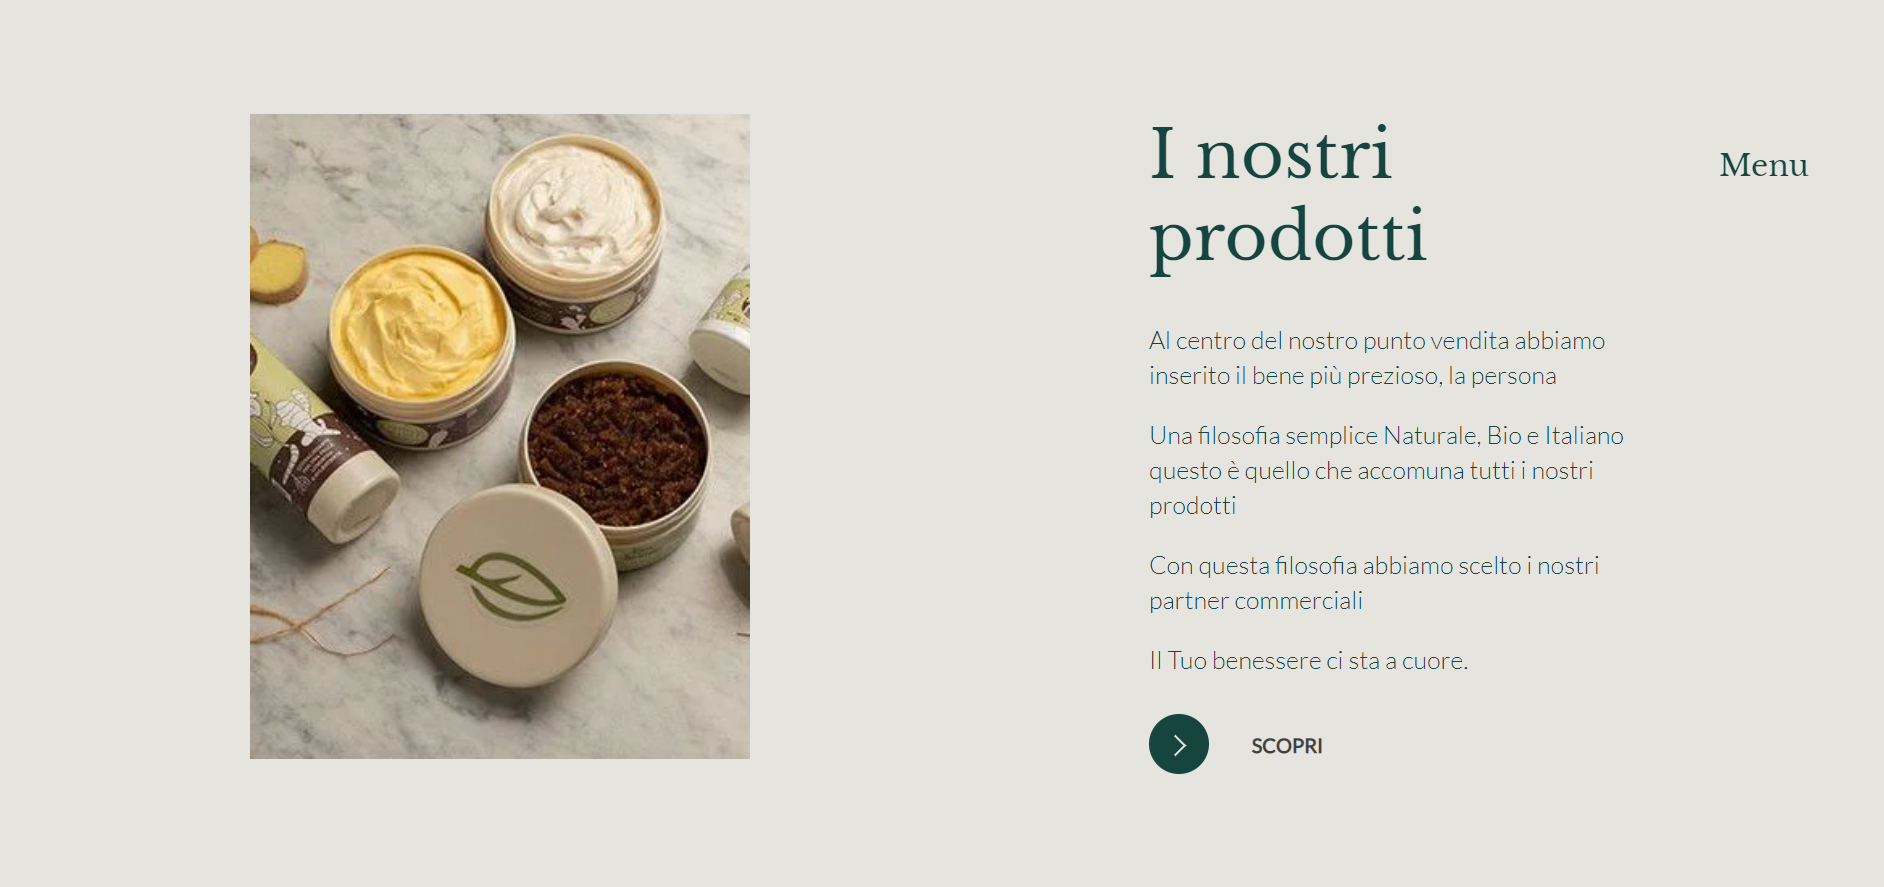 I nostri
prodotti
Menu
Al centro del nostro punto vendita abbiamo
inserito il bene più prezioso, la persona
Una filosofia semplice Naturale, Bio e Italiano
questo è quello che accomuna tutti i nostri
prodotti
Con questa filosofia abbiamo scelto i nostri
partner commerciali
Il Tuo benessere ci sta a cuore.
SCOPRI